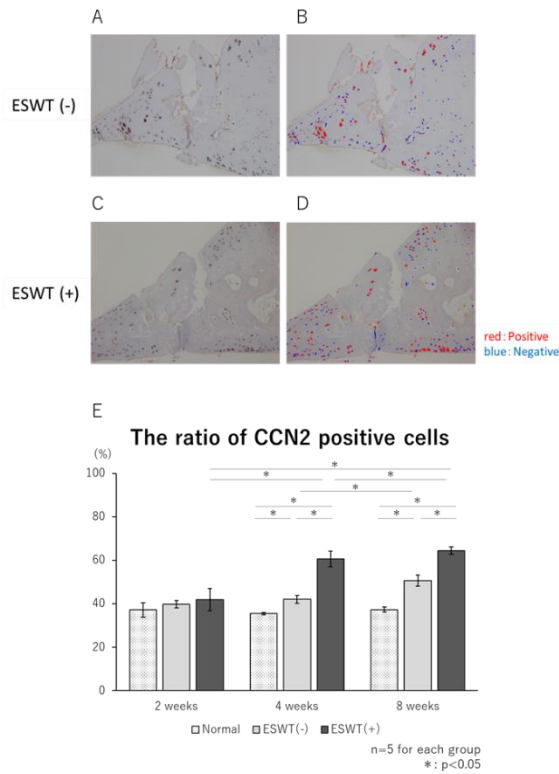 A
B
ESWT (-)
C
D
ESWT (+)
red : Positive
blue : Negative
E
The ratio of CCN2 positive cells
(%)
100
80
60
40
20
0
* * * * * * * * * *
2 weeks 4 weeks 8 weeks
Normal ESWT(-) ESWT(+)
n=5 for each group
* : p<0.05